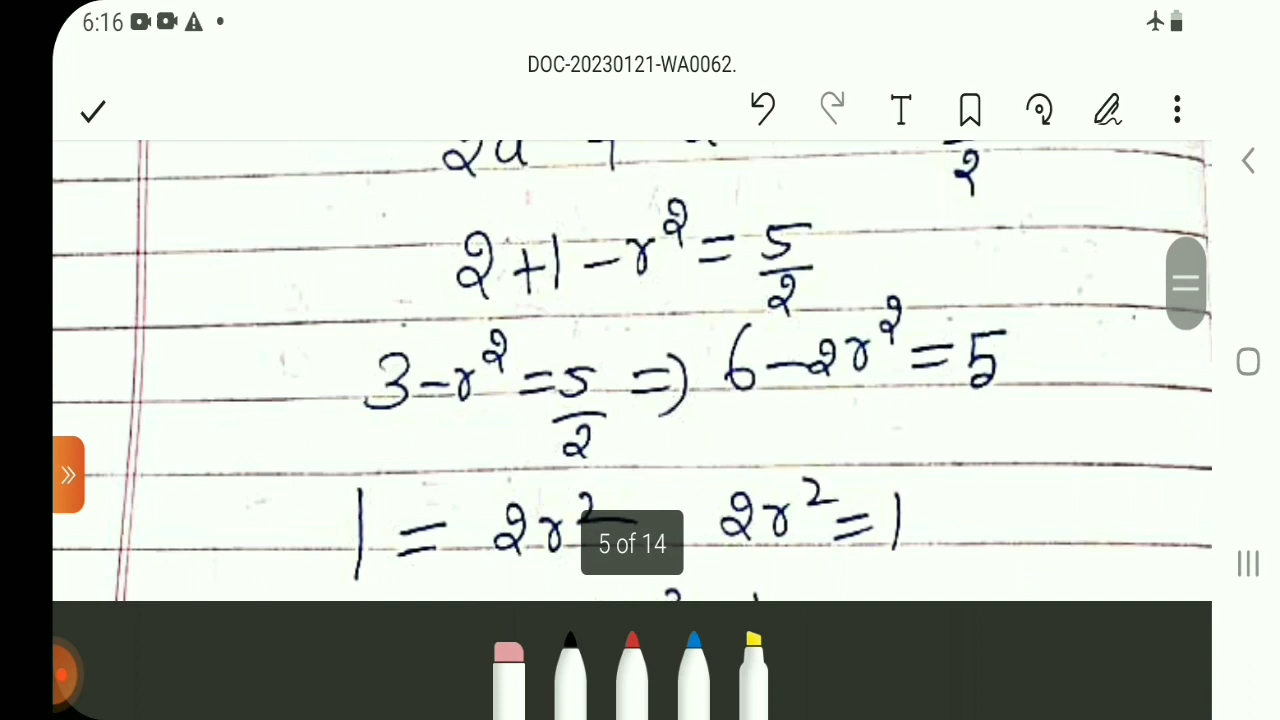 6:16
DOC-20230121-WA0062.
2
2 + 1 - r² = 5/2
3 - r² = 5/2 => 6 - 2r² = 5
1 = 2r² 2r² = 1
5 of 14